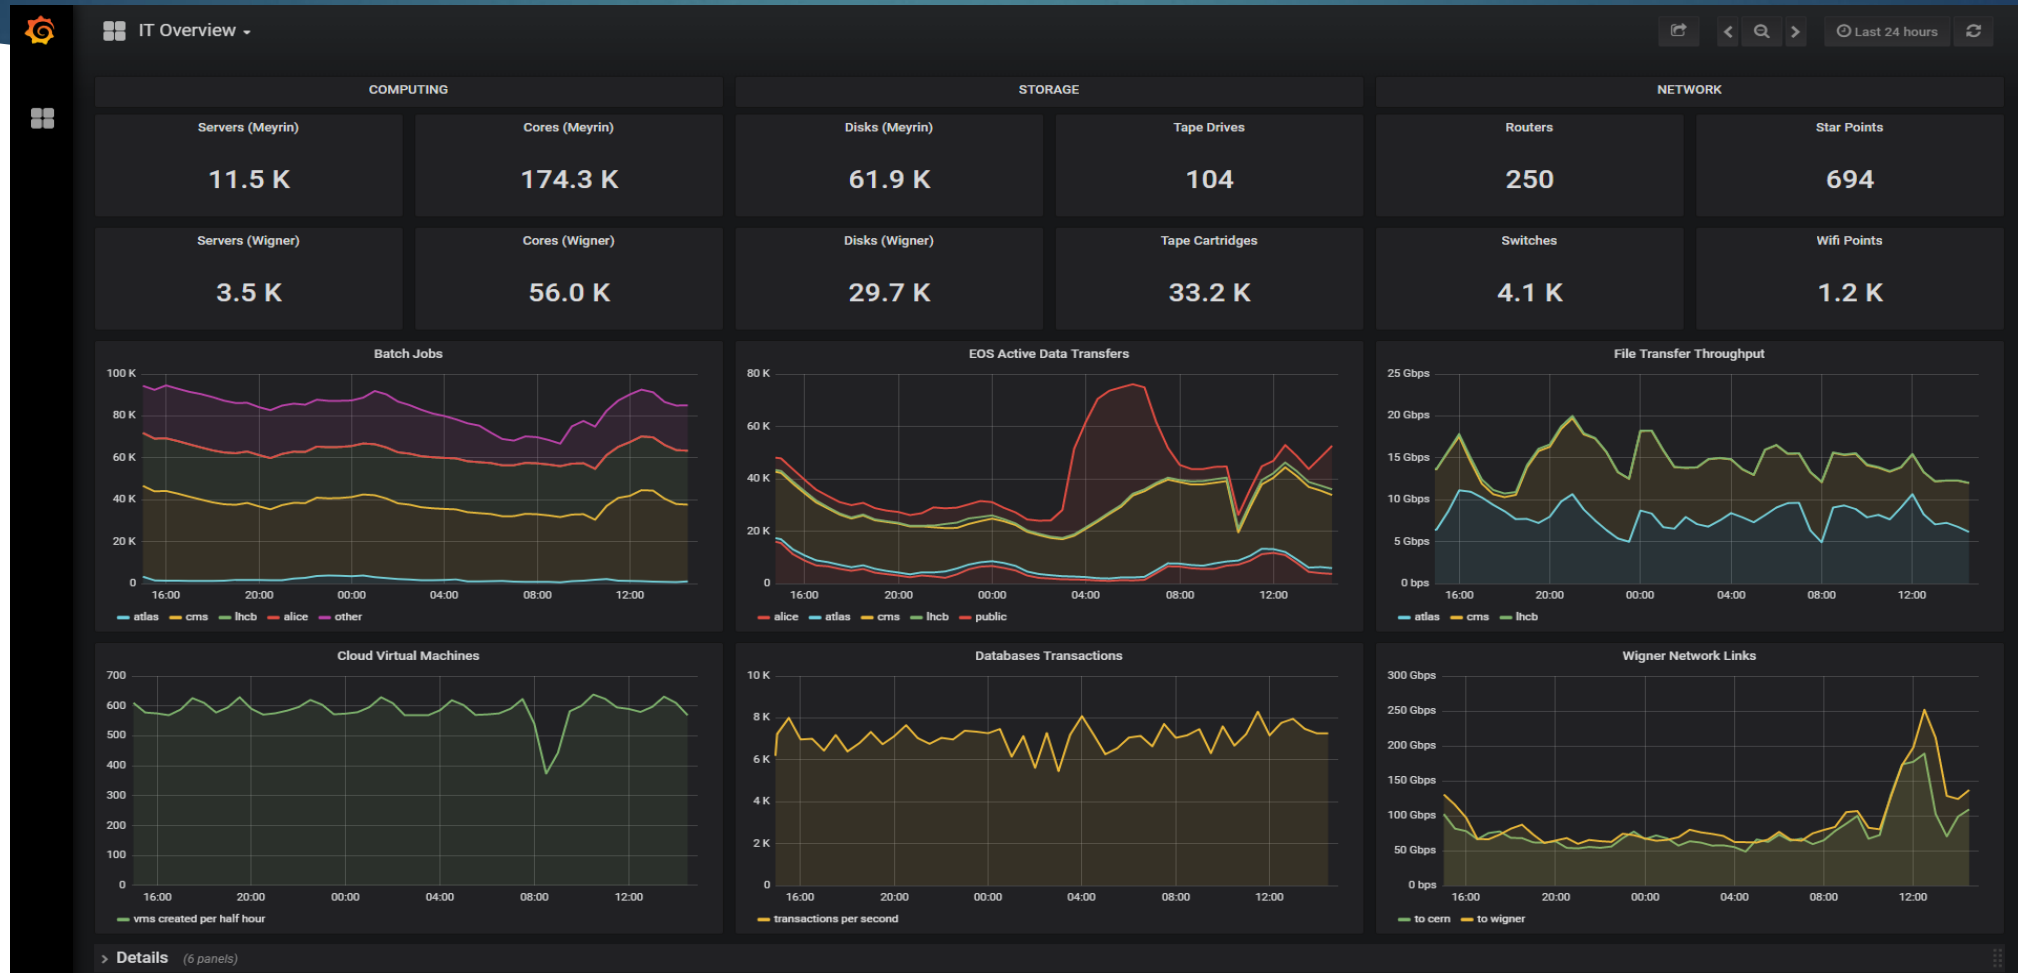 IT Overview
Last 24 hours
COMPUTING
STORAGE
NETWORK
Servers (Meyrin)
11.5 K
Cores (Meyrin)
174.3 K
Disks (Meyrin)
61.9 K
Tape Drives
104
Routers
250
Star Points
694
Servers (Wigner)
3.5 K
Cores (Wigner)
56.0 K
Disks (Wigner)
29.7 K
Tape Cartridges
33.2 K
Switches
4.1 K
Wifi Points
1.2 K
Batch Jobs
100 K
80 K
60 K
40 K
20 K
0
16:00 20:00 00:00 04:00 08:00 12:00
atlas cms lhcb alice other
EOS Active Data Transfers
80 K
60 K
40 K
20 K
0
16:00 20:00 00:00 04:00 08:00 12:00
alice atlas cms lhcb public
File Transfer Throughput
25 Gbps
20 Gbps
15 Gbps
10 Gbps
5 Gbps
0 bps
16:00 20:00 00:00 04:00 08:00 12:00
atlas cms lhcb
Cloud Virtual Machines
700
600
500
400
300
200
100
0
16:00 20:00 00:00 04:00 08:00 12:00
vms created per half hour
Databases Transactions
10 K
8 K
6 K
4 K
2 K
0
16:00 20:00 00:00 04:00 08:00 12:00
transactions per second
Wigner Network Links
300 Gbps
250 Gbps
200 Gbps
150 Gbps
100 Gbps
50 Gbps
0 bps
16:00 20:00 00:00 04:00 08:00 12:00
to cern to wigner
Details (6 panels)